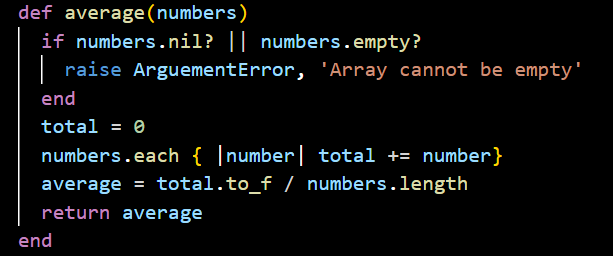 def average(numbers)
  if numbers.nil? || numbers.empty?
    raise ArguementError, 'Array cannot be empty'
  end
  total = 0
  numbers.each { |number| total += number}
  average = total.to_f / numbers.length
  return average
end